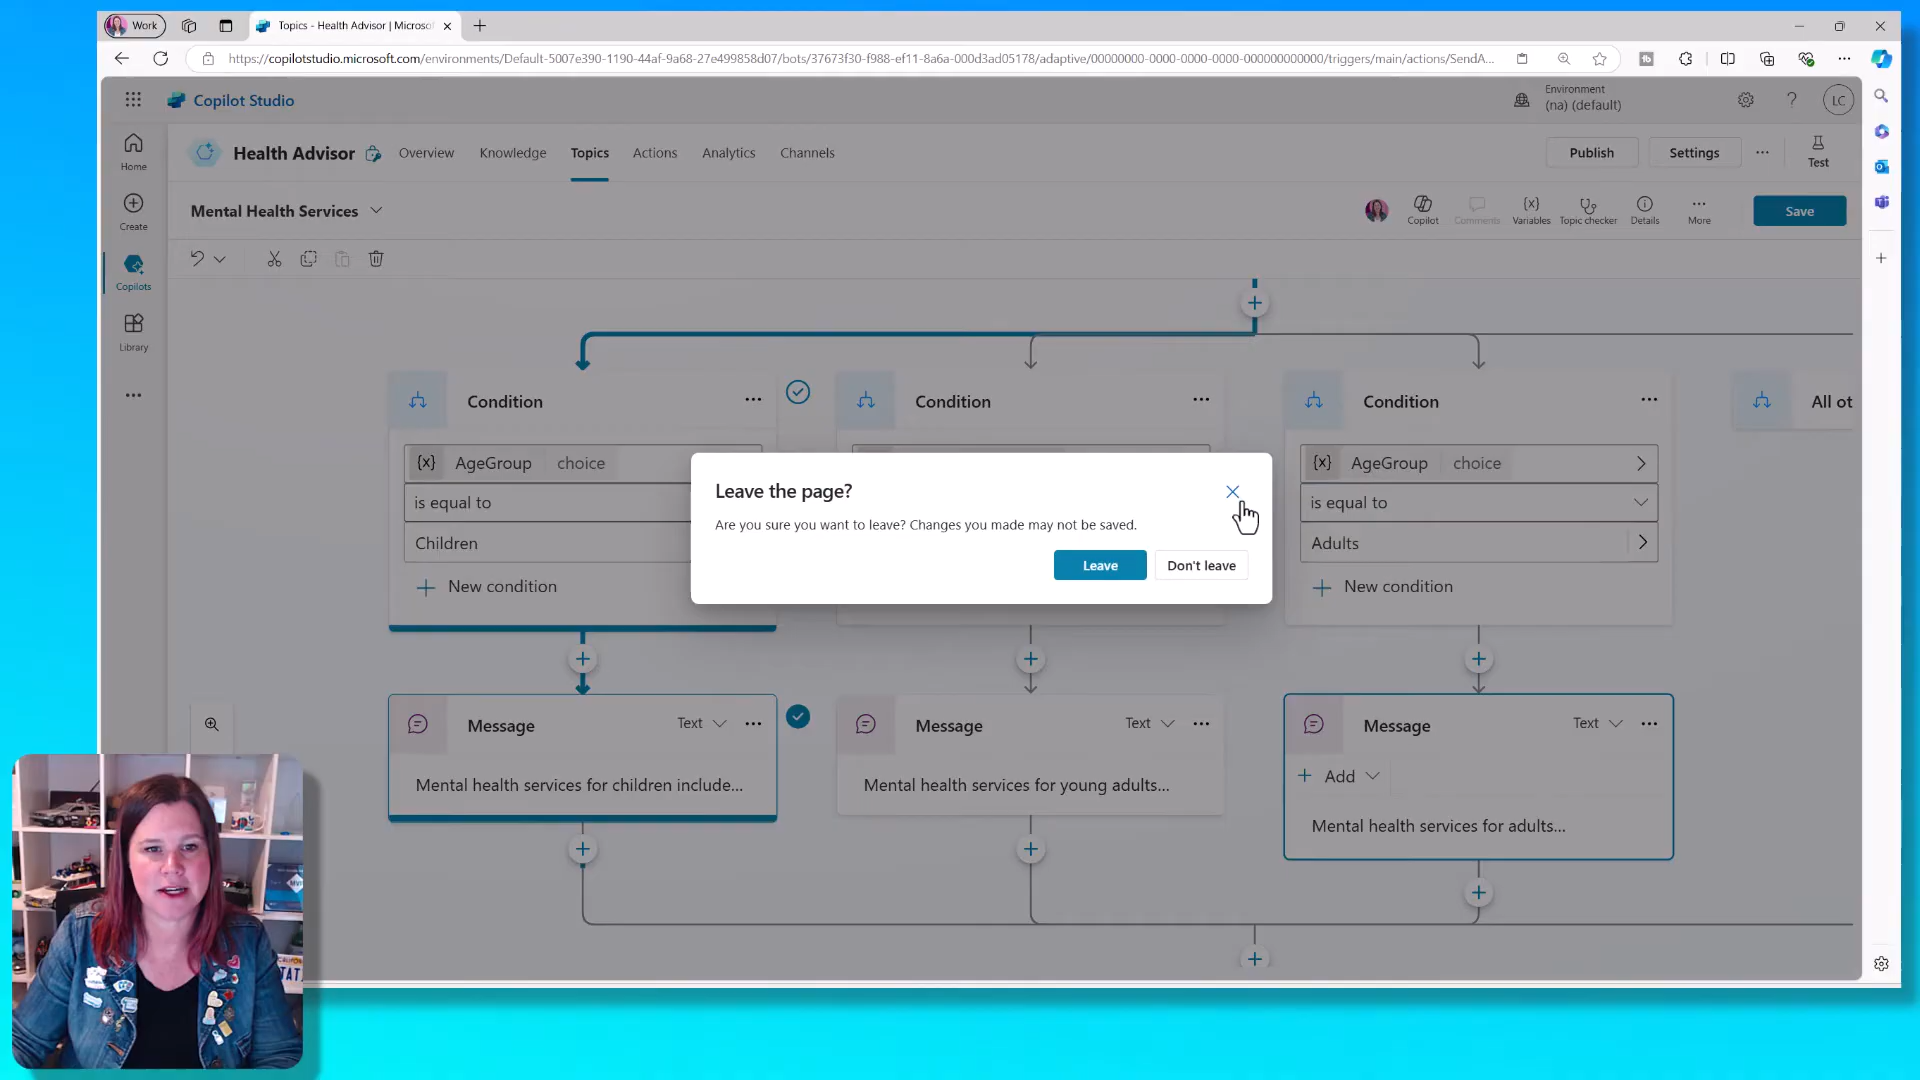 Work
Topics - Health Advisor | Microso
https://copilotstudio.microsoft.com/environments/Default-5007e390-1190-44af-9a68-27e499858d07/bots/37673f30-f988-ef11-8a6a-000d3ad05178/adaptive/00000000-0000-0000-0000-000000000000/triggers/main/actions/SendA...
Copilot Studio
Environment
(na) (default)
LC
Home
Health Advisor
Overview
Knowledge
Topics
Actions
Analytics
Channels
Publish
Settings
Test
Create
Mental Health Services
Copilot
Comments
{x}
Variables
Topic checker
Details
More
Save
Copilots
Library
Condition
Condition
Condition
All ot
{x} AgeGroup choice
is equal to
Children
New condition
{x} AgeGroup choice
is equal to
Adults
New condition
Leave the page?
Are you sure you want to leave? Changes you made may not be saved.
Leave
Don't leave
Message
Text
Mental health services for children include...
Message
Text
Mental health services for young adults...
Message
Text
Add
Mental health services for adults...